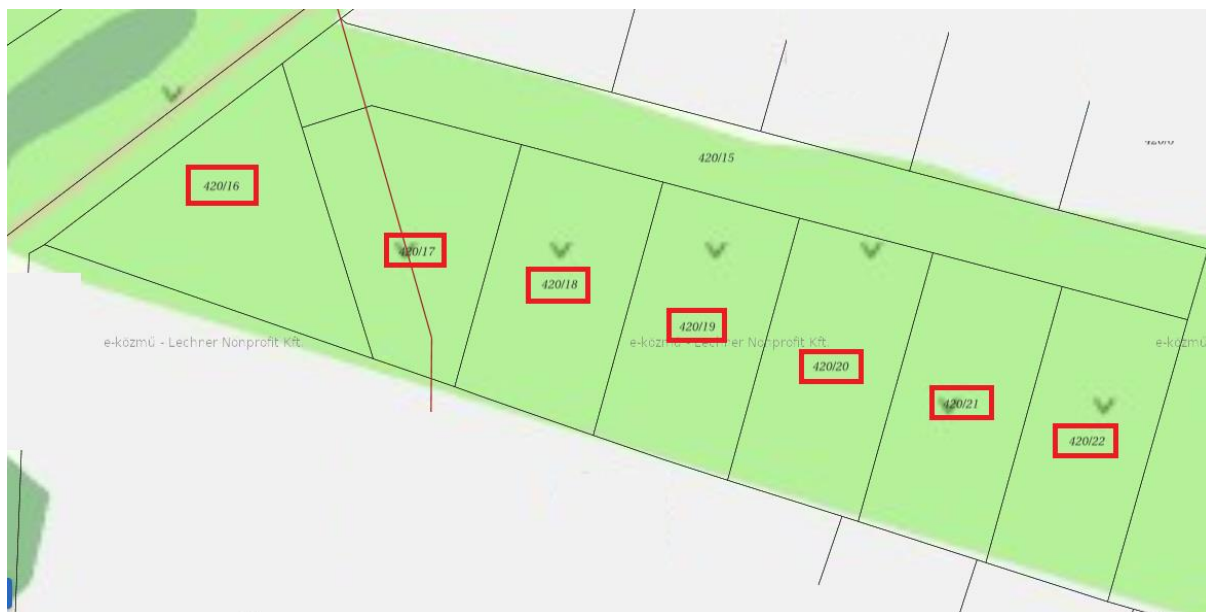 420/15
420/16
420/17
420/18
420/19
e-közmű - Lechner Nonprofit Kft.
e-közmű - Lechner Nonprofit Kft.
e-közmű
420/20
420/21
420/22